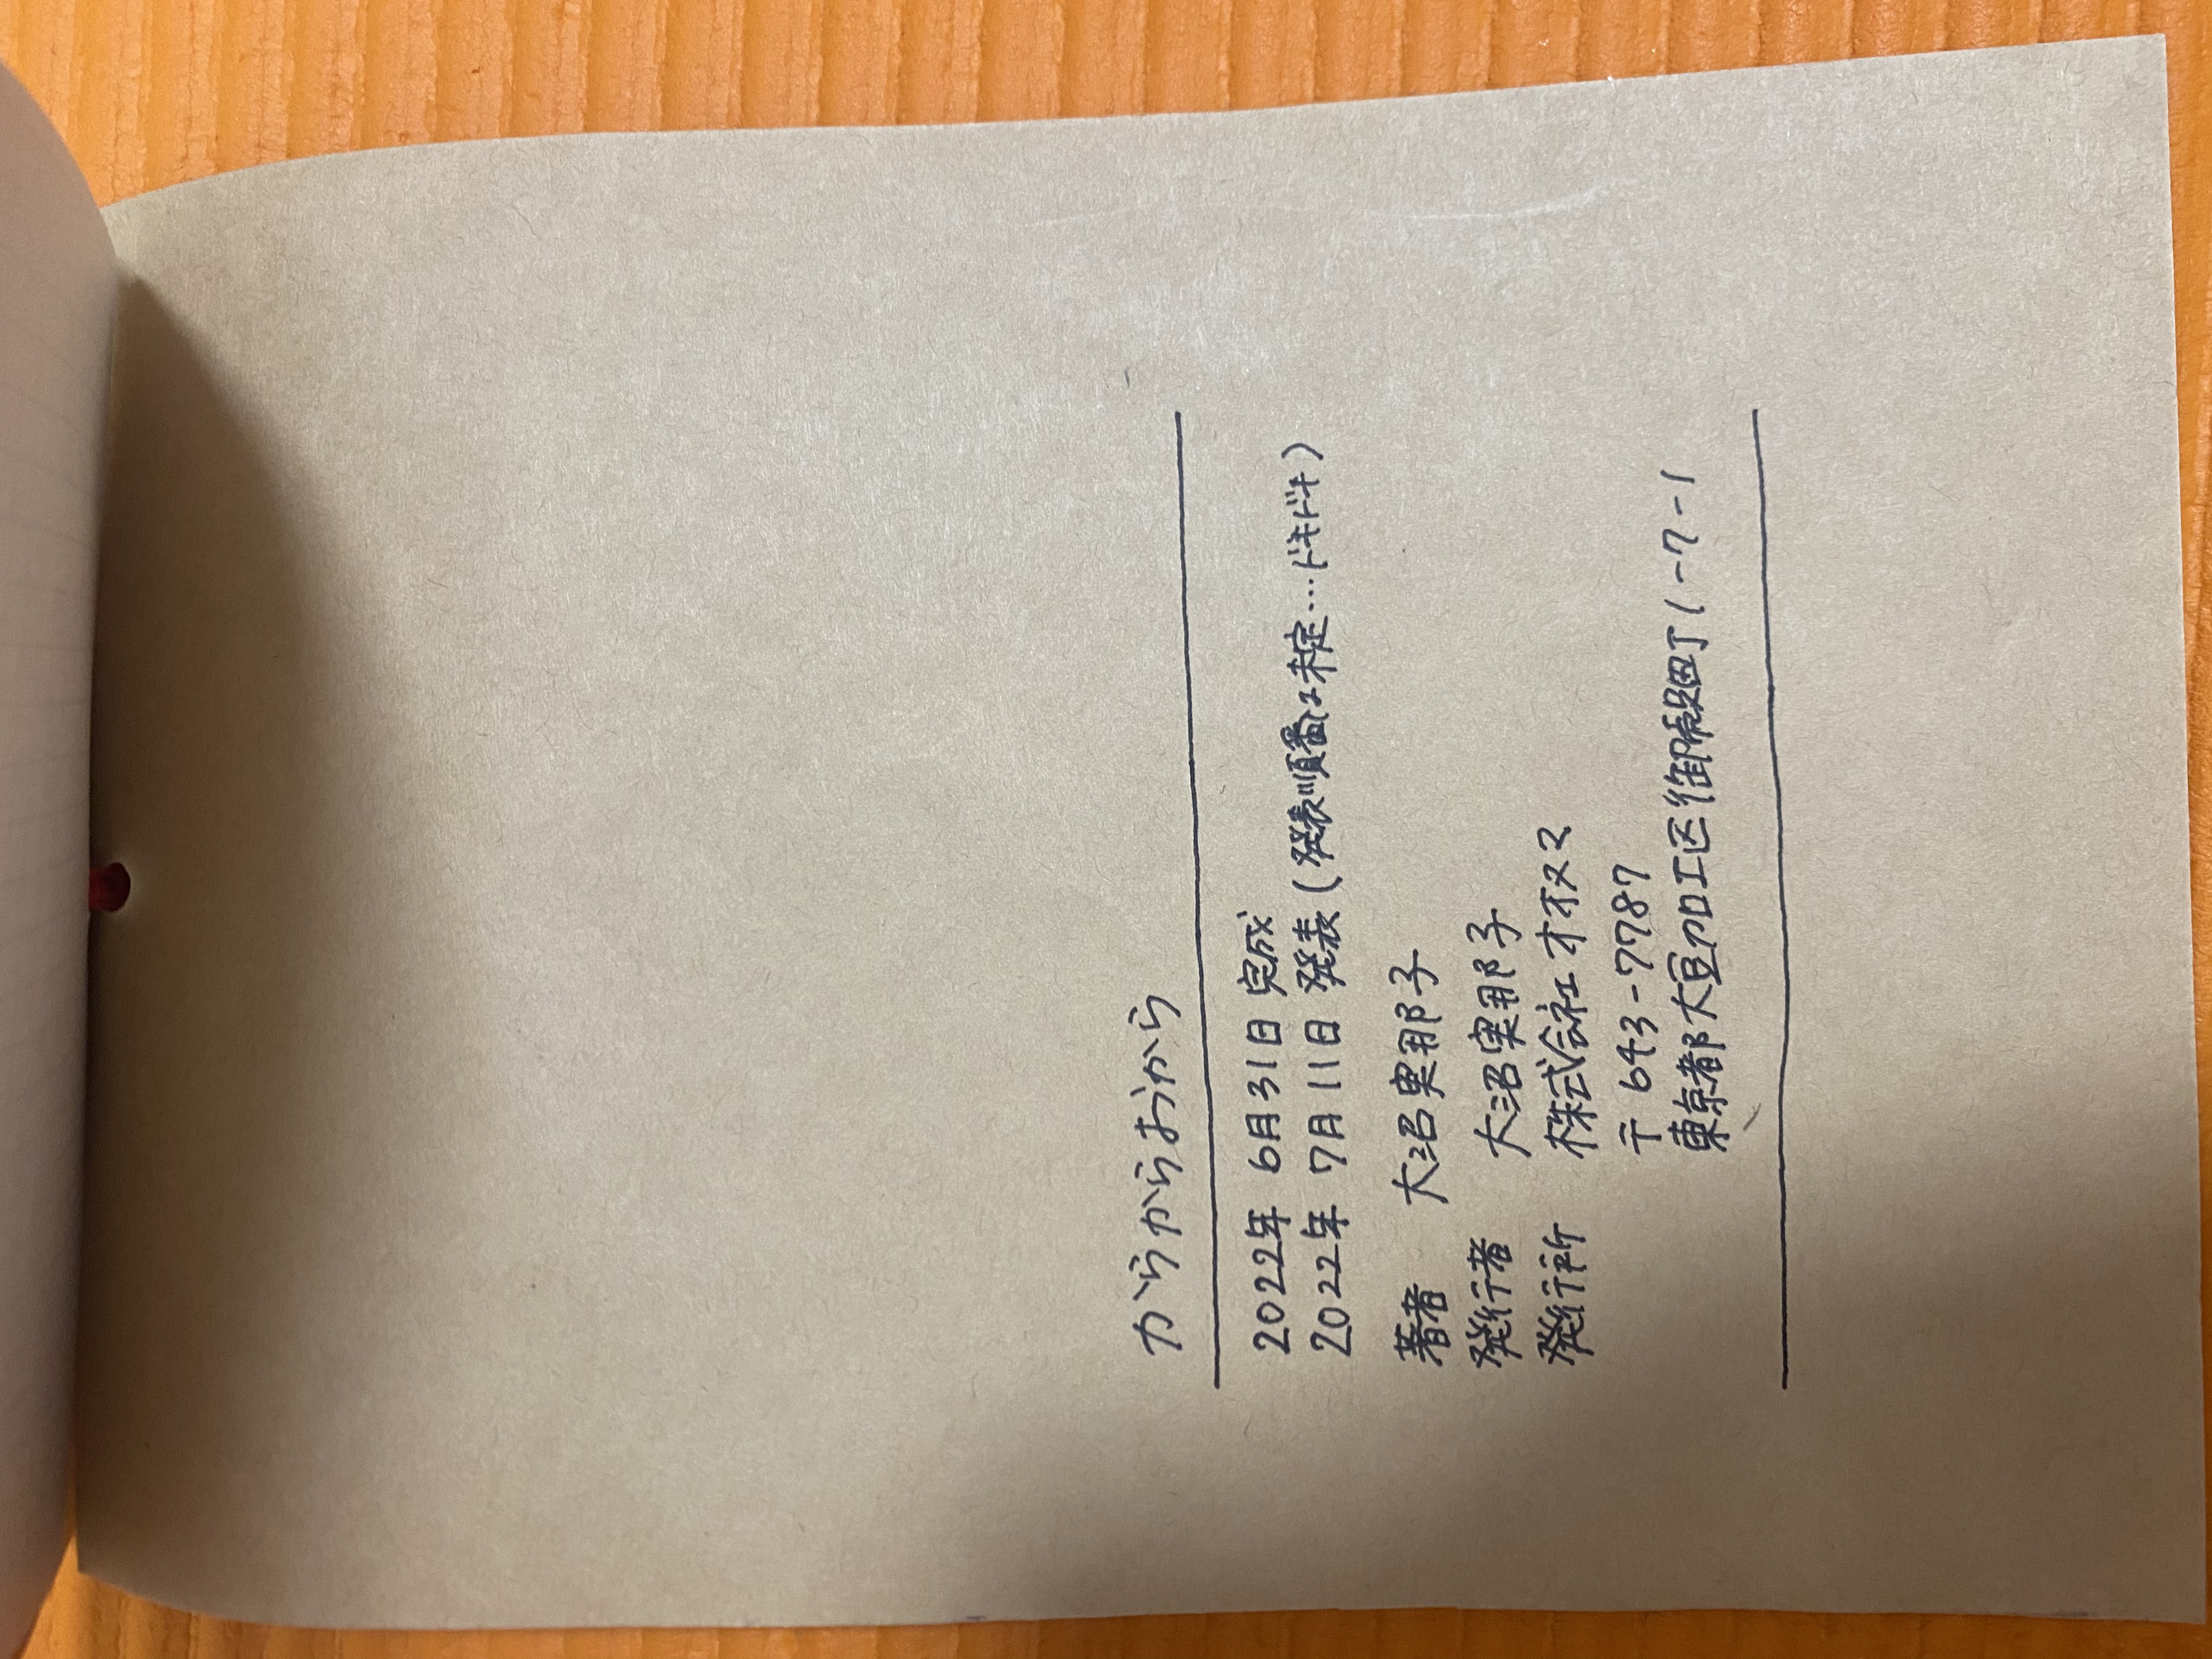 からからおから
2022年 6月31日 完成
2022年 7月11日 発表(発表順番は未定…ドキドキ)
著者 大沼実那子
発行者 大沼実那子
発行所 株式会社オオヌマ
〒643-7787
東京都大豆加工区御殻町1-7-1